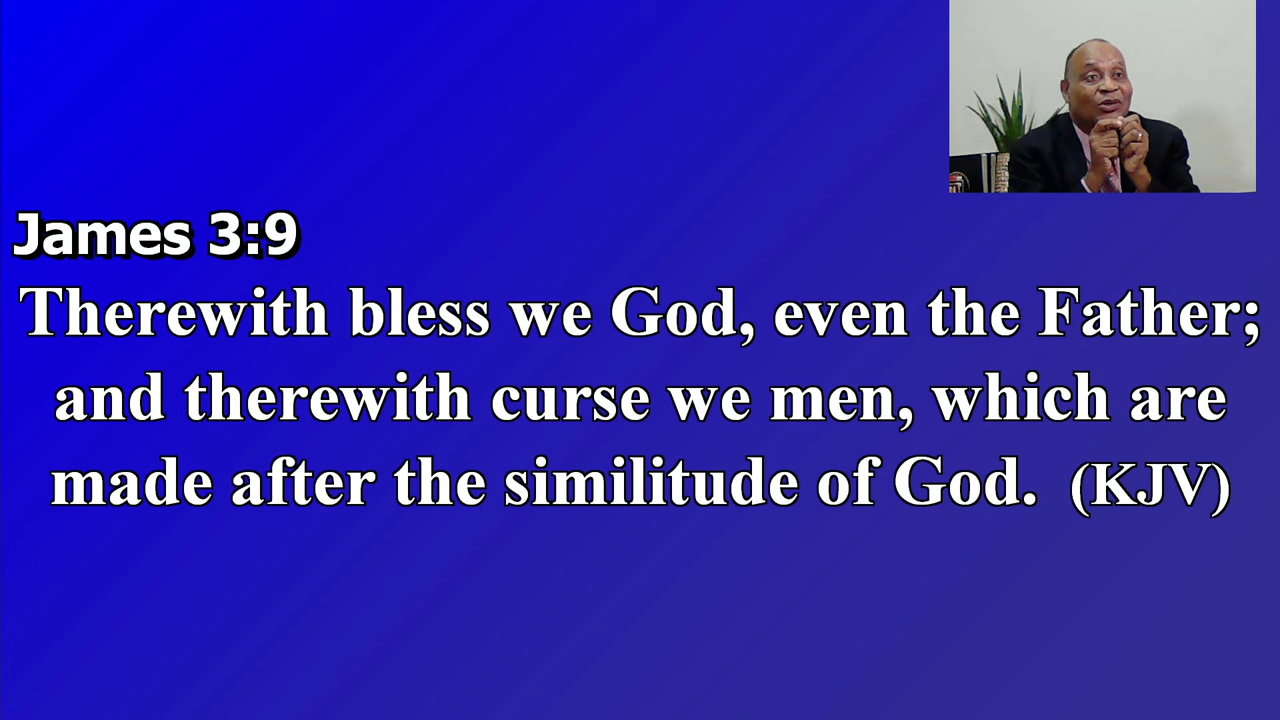 James 3:9
Therewith bless we God, even the Father;
and therewith curse we men, which are
made after the similitude of God. (KJV)